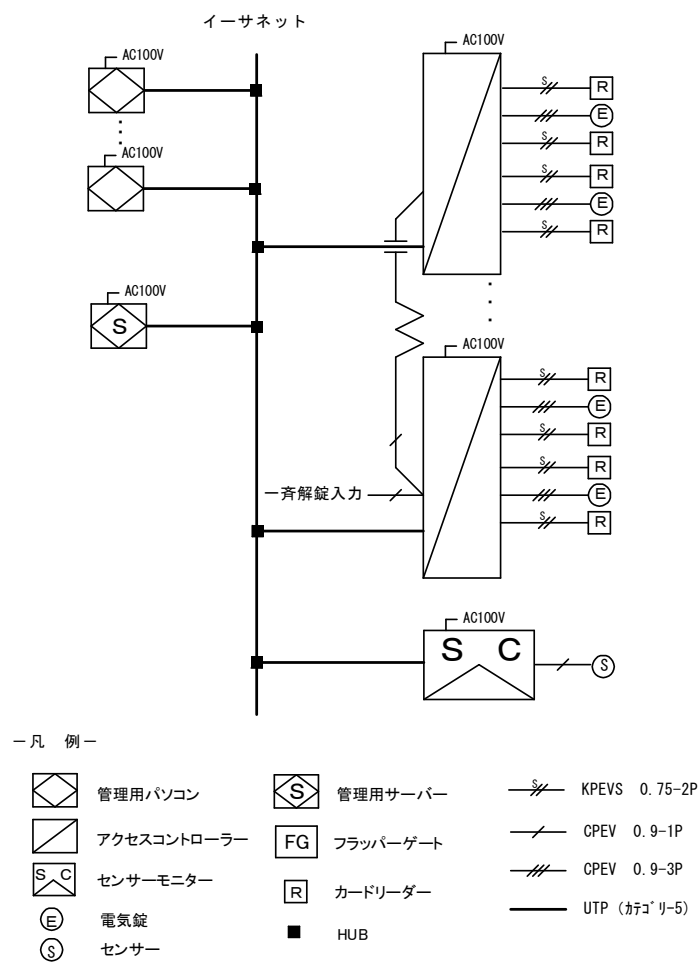 イーサネット
AC100V
AC100V
AC100V
S
AC100V
S
R
E
S
R
S
R
E
S
R
AC100V
S
R
E
S
R
S
R
E
S
R
一斉解錠入力
AC100V
S C
S
－凡 例－
管理用パソコン
S
管理用サーバー
S
KPEVS 0.75-2P
アクセスコントローラー
FG
フラッパーゲート
CPEV 0.9-1P
S C
センサーモニター
R
カードリーダー
CPEV 0.9-3P
E
電気錠
HUB
UTP (ｶﾃｺﾞﾘｰ5)
S
センサー